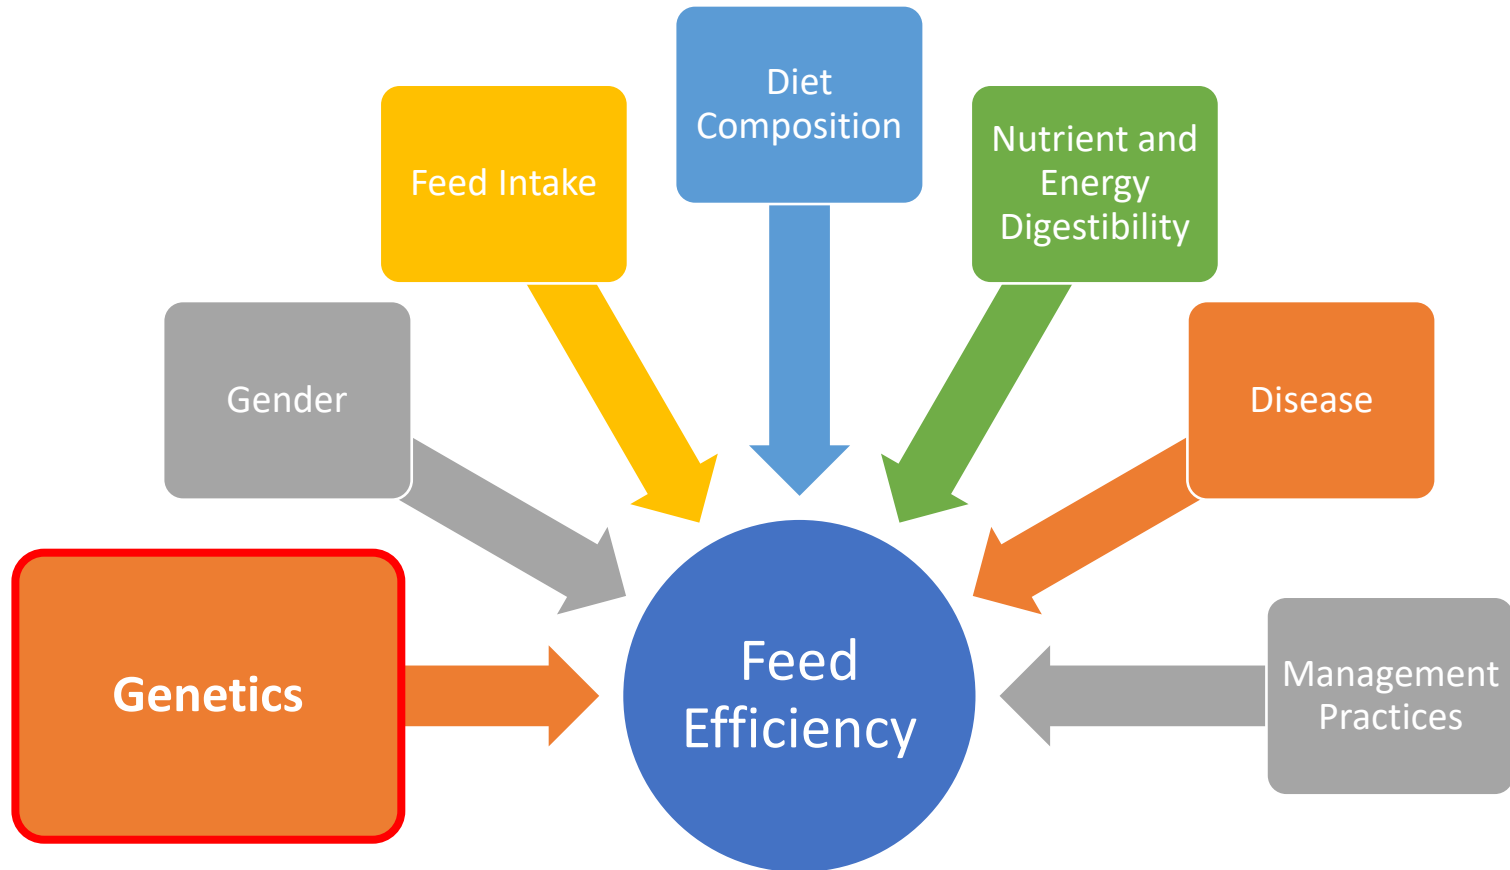 Diet
Composition
Feed Intake
Nutrient and
Energy
Digestibility
Gender
Disease
Genetics
Feed
Efficiency
Management
Practices